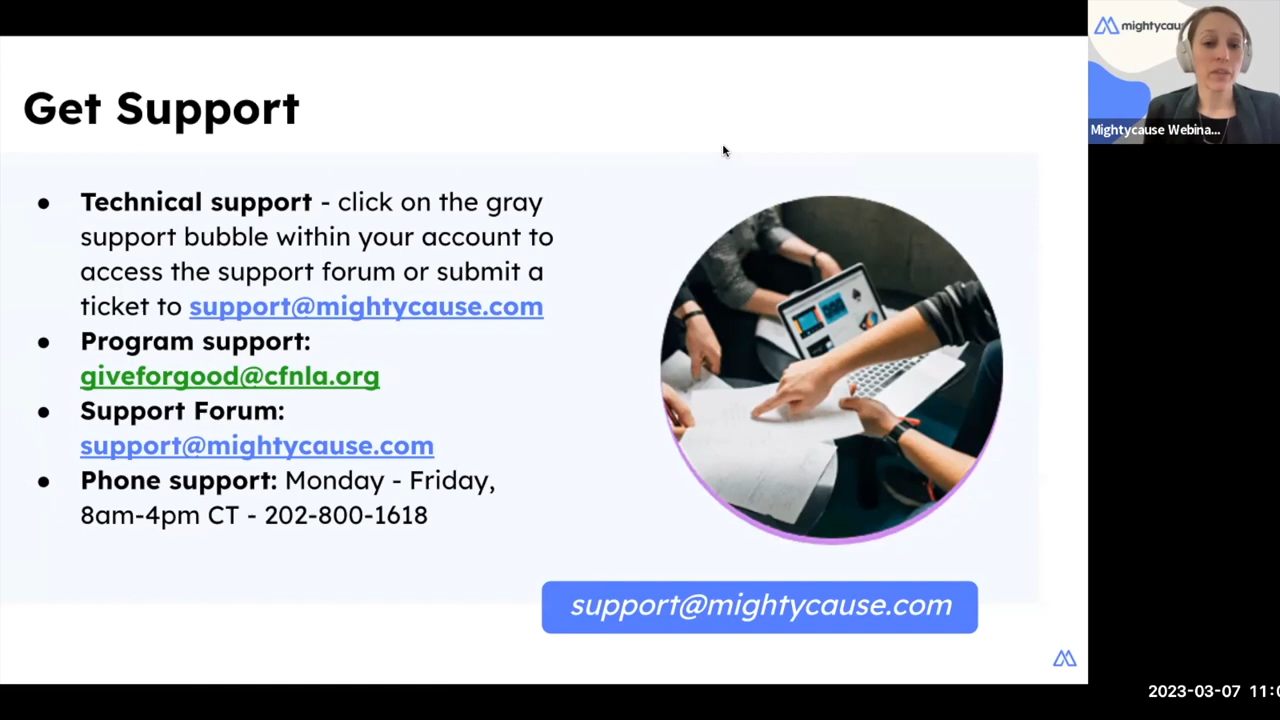 Get Support
● Technical support - click on the gray
support bubble within your account to
access the support forum or submit a
ticket to support@mightycause.com
● Program support:
giveforgood@cfnla.org
● Support Forum:
support@mightycause.com
● Phone support: Monday - Friday,
8am-4pm CT - 202-800-1618
support@mightycause.com
mightycau
Mightycause Webina...
2023-03-07 11:0